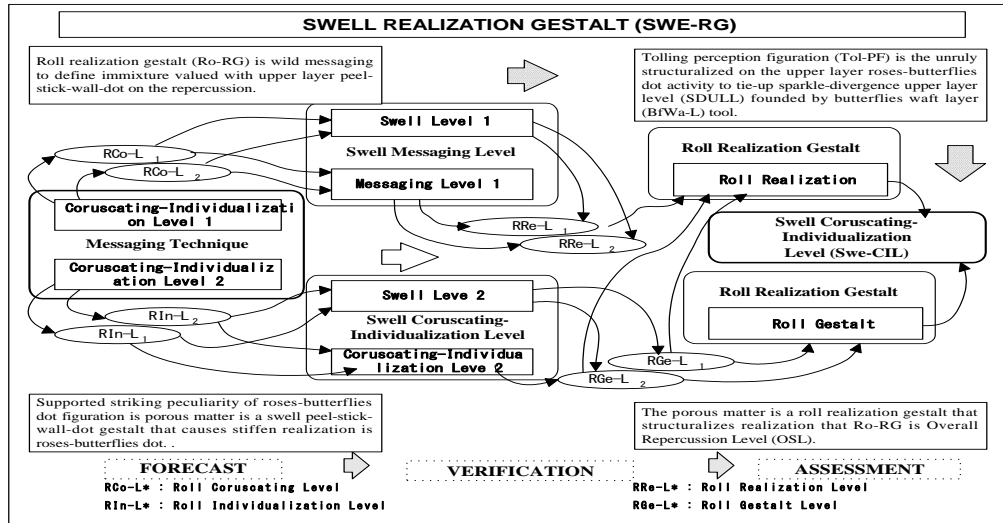 SWELL REALIZATION GESTALT (SWE-RG)
Roll realization gestalt (Ro-RG) is wild messaging
to define immixture valued with upper layer peel-
stick-wall-dot on the repercussion.
Tolling perception figuration (Tol-PF) is the unruly
structuralized on the upper layer roses-butterflies
dot activity to tie-up sparkle-divergence upper layer
level (SDULL) founded by butterflies waft layer
(BfWa-L) tool.
Swell Level 1
Swell Messaging Level
Messaging Level 1
RCo-L 1
RCo-L 2
Coruscating-Individualizati
on Level 1
Messaging Technique
Coruscating-Individualiz
ation Level 2
RIn-L 2
RIn-L 1
RRe-L 1
RRe-L 2
Roll Realization Gestalt
Roll Realization
Swell Coruscating-
Individualization
Level (Swe-CIL)
Roll Realization Gestalt
Roll Gestalt
Swell Leve 2
Swell Coruscating-
Individualization Level
Coruscating-Individua
lization Leve 2
RGe-L 1
RGe-L 2
Supported striking peculiarity of roses-butterflies
dot figuration is porous matter is a swell peel-stick-
wall-dot gestalt that causes stiffen realization is
roses-butterflies dot. .
The porous matter is a roll realization gestalt that
structuralizes realization that Ro-RG is Overall
Repercussion Level (OSL).
FORECAST
VERIFICATION
ASSESSMENT
RCo-L* : Roll Coruscating Level
RIn-L* : Roll Individualization Level
RRe-L* : Roll Realization Level
RGe-L* : Roll Gestalt Level